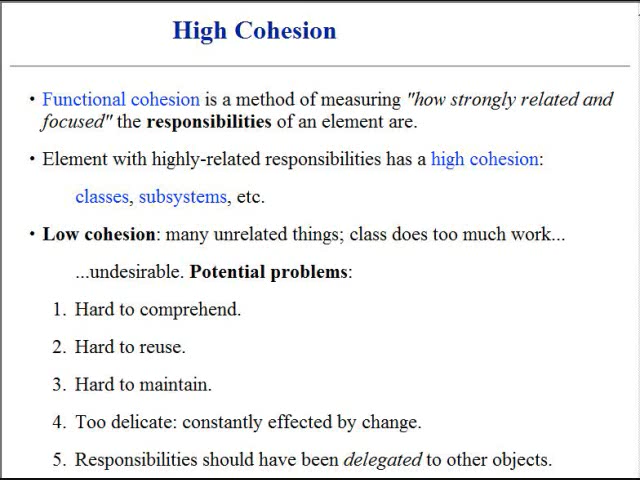 High Cohesion
• Functional cohesion is a method of measuring "how strongly related and
focused" the responsibilities of an element are.
• Element with highly-related responsibilities has a high cohesion:
classes, subsystems, etc.
• Low cohesion: many unrelated things; class does too much work...
...undesirable. Potential problems:
1. Hard to comprehend.
2. Hard to reuse.
3. Hard to maintain.
4. Too delicate: constantly effected by change.
5. Responsibilities should have been delegated to other objects.